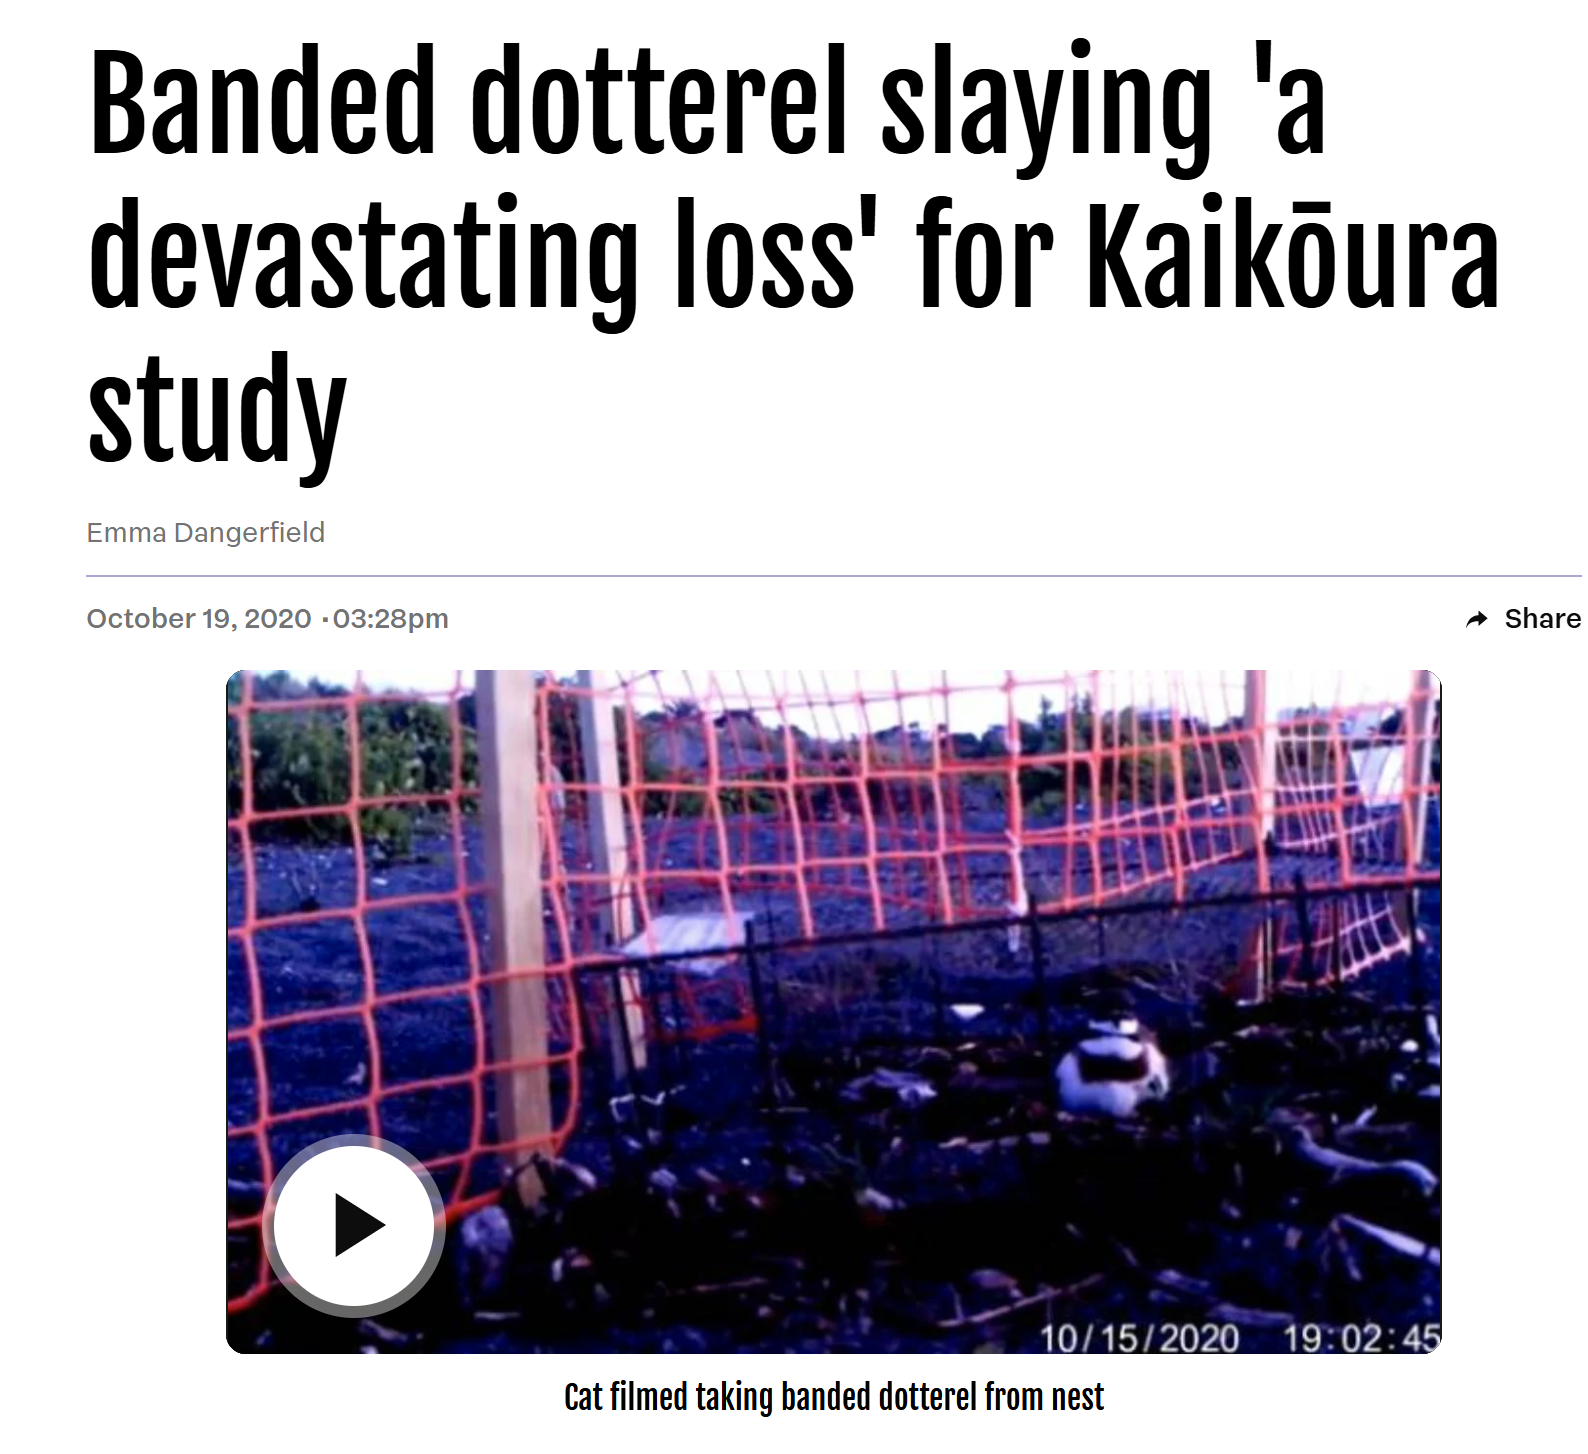 Banded dotterel slaying 'a
devastating loss' for Kaikōura
study
Emma Dangerfield
October 19, 2020 · 03:28pm
Share
10/15/2020 19:02:45
Cat filmed taking banded dotterel from nest